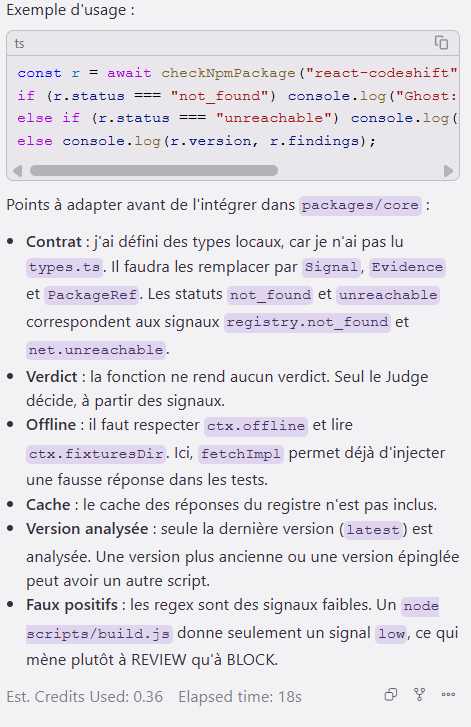 Exemple d'usage :
ts
const r = await checkNpmPackage("react-codeshift"
if (r.status === "not_found") console.log("Ghost:
else if (r.status === "unreachable") console.log(
else console.log(r.version, r.findings);
Points à adapter avant de l'intégrer dans packages/core :
• Contrat : j'ai défini des types locaux, car je n'ai pas lu
types.ts. Il faudra les remplacer par Signal, Evidence
et PackageRef. Les statuts not_found et unreachable
correspondent aux signaux registry.not_found et
net.unreachable.
• Verdict : la fonction ne rend aucun verdict. Seul le Judge
décide, à partir des signaux.
• Offline : il faut respecter ctx.offline et lire
ctx.fixturesDir. Ici, fetchImpl permet déjà d'injecter
une fausse réponse dans les tests.
• Cache : le cache des réponses du registre n'est pas inclus.
• Version analysée : seule la dernière version (latest) est
analysée. Une version plus ancienne ou une version épinglée
peut avoir un autre script.
• Faux positifs : les regex sont des signaux faibles. Un node
scripts/build.js donne seulement un signal low, ce qui
mène plutôt à REVIEW qu'à BLOCK.
Est. Credits Used: 0.36 Elapsed time: 18s